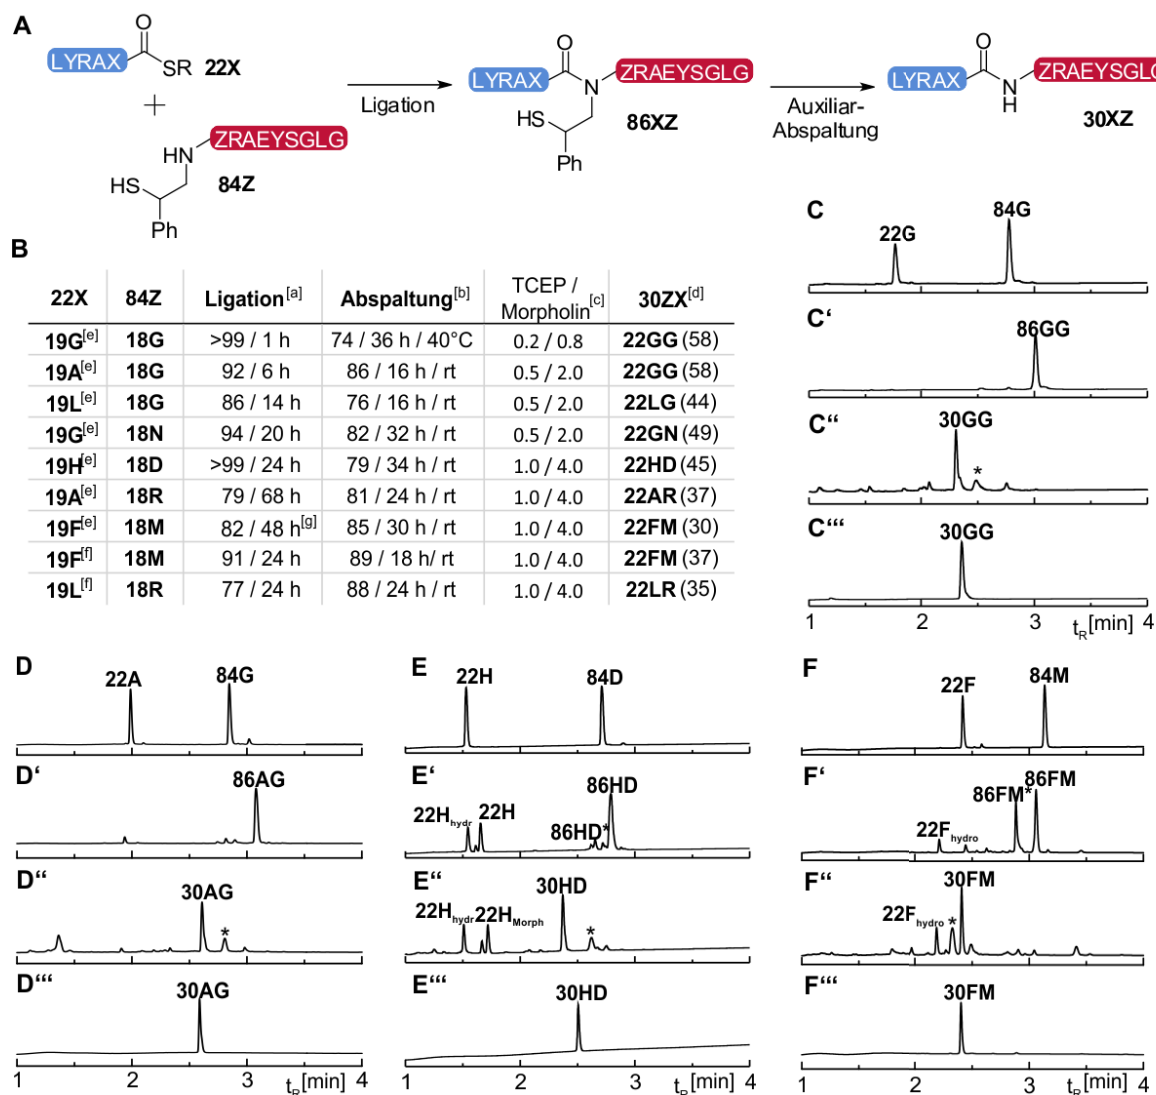 A
LYRAX
O
SR 22X
+
HN
ZRAEYSGLG
HS
84Z
Ph
Ligation
O
LYRAX
N
ZRAEYSGLG
HS
86XZ
Ph
Auxiliar-
Abspaltung
O
LYRAX
N
H
ZRAEYSGLG
30XZ
B
22X 84Z Ligation[a] Abspaltung[b] TCEP / Morpholin[c] 30ZX[d]
19G[e] 18G >99 / 1 h 74 / 36 h / 40°C 0.2 / 0.8 22GG (58)
19A[e] 18G 92 / 6 h 86 / 16 h / rt 0.5 / 2.0 22GG (58)
19L[e] 18G 86 / 14 h 76 / 16 h / rt 0.5 / 2.0 22LG (44)
19G[e] 18N 94 / 20 h 82 / 32 h / rt 0.5 / 2.0 22GN (49)
19H[e] 18D >99 / 24 h 79 / 34 h / rt 1.0 / 4.0 22HD (45)
19A[e] 18R 79 / 68 h 81 / 24 h / rt 1.0 / 4.0 22AR (37)
19F[e] 18M 82 / 48 h[g] 85 / 30 h / rt 1.0 / 4.0 22FM (30)
19F[f] 18M 91 / 24 h 89 / 18 h/ rt 1.0 / 4.0 22FM (37)
19L[f] 18R 77 / 24 h 88 / 24 h / rt 1.0 / 4.0 22LR (35)
C
22G 84G
C‘
86GG
C‘‘
30GG
*
C‘‘‘
30GG
1 2 3 4
tR[min]
D
22A 84G
D‘
86AG
D‘‘
30AG
*
D‘‘‘
30AG
1 2 3 4
tR[min]
E
22H 84D
E‘
22Hhydr 22H 86HD* 86HD
E‘‘
22Hhydr 22HMorph 30HD
*
E‘‘‘
30HD
1 2 3 4
tR[min]
F
22F 84M
F‘
22Fhydro 86FM* 86FM
F‘‘
22Fhydro * 30FM
F‘‘‘
30FM
1 2 3 4
tR[min]